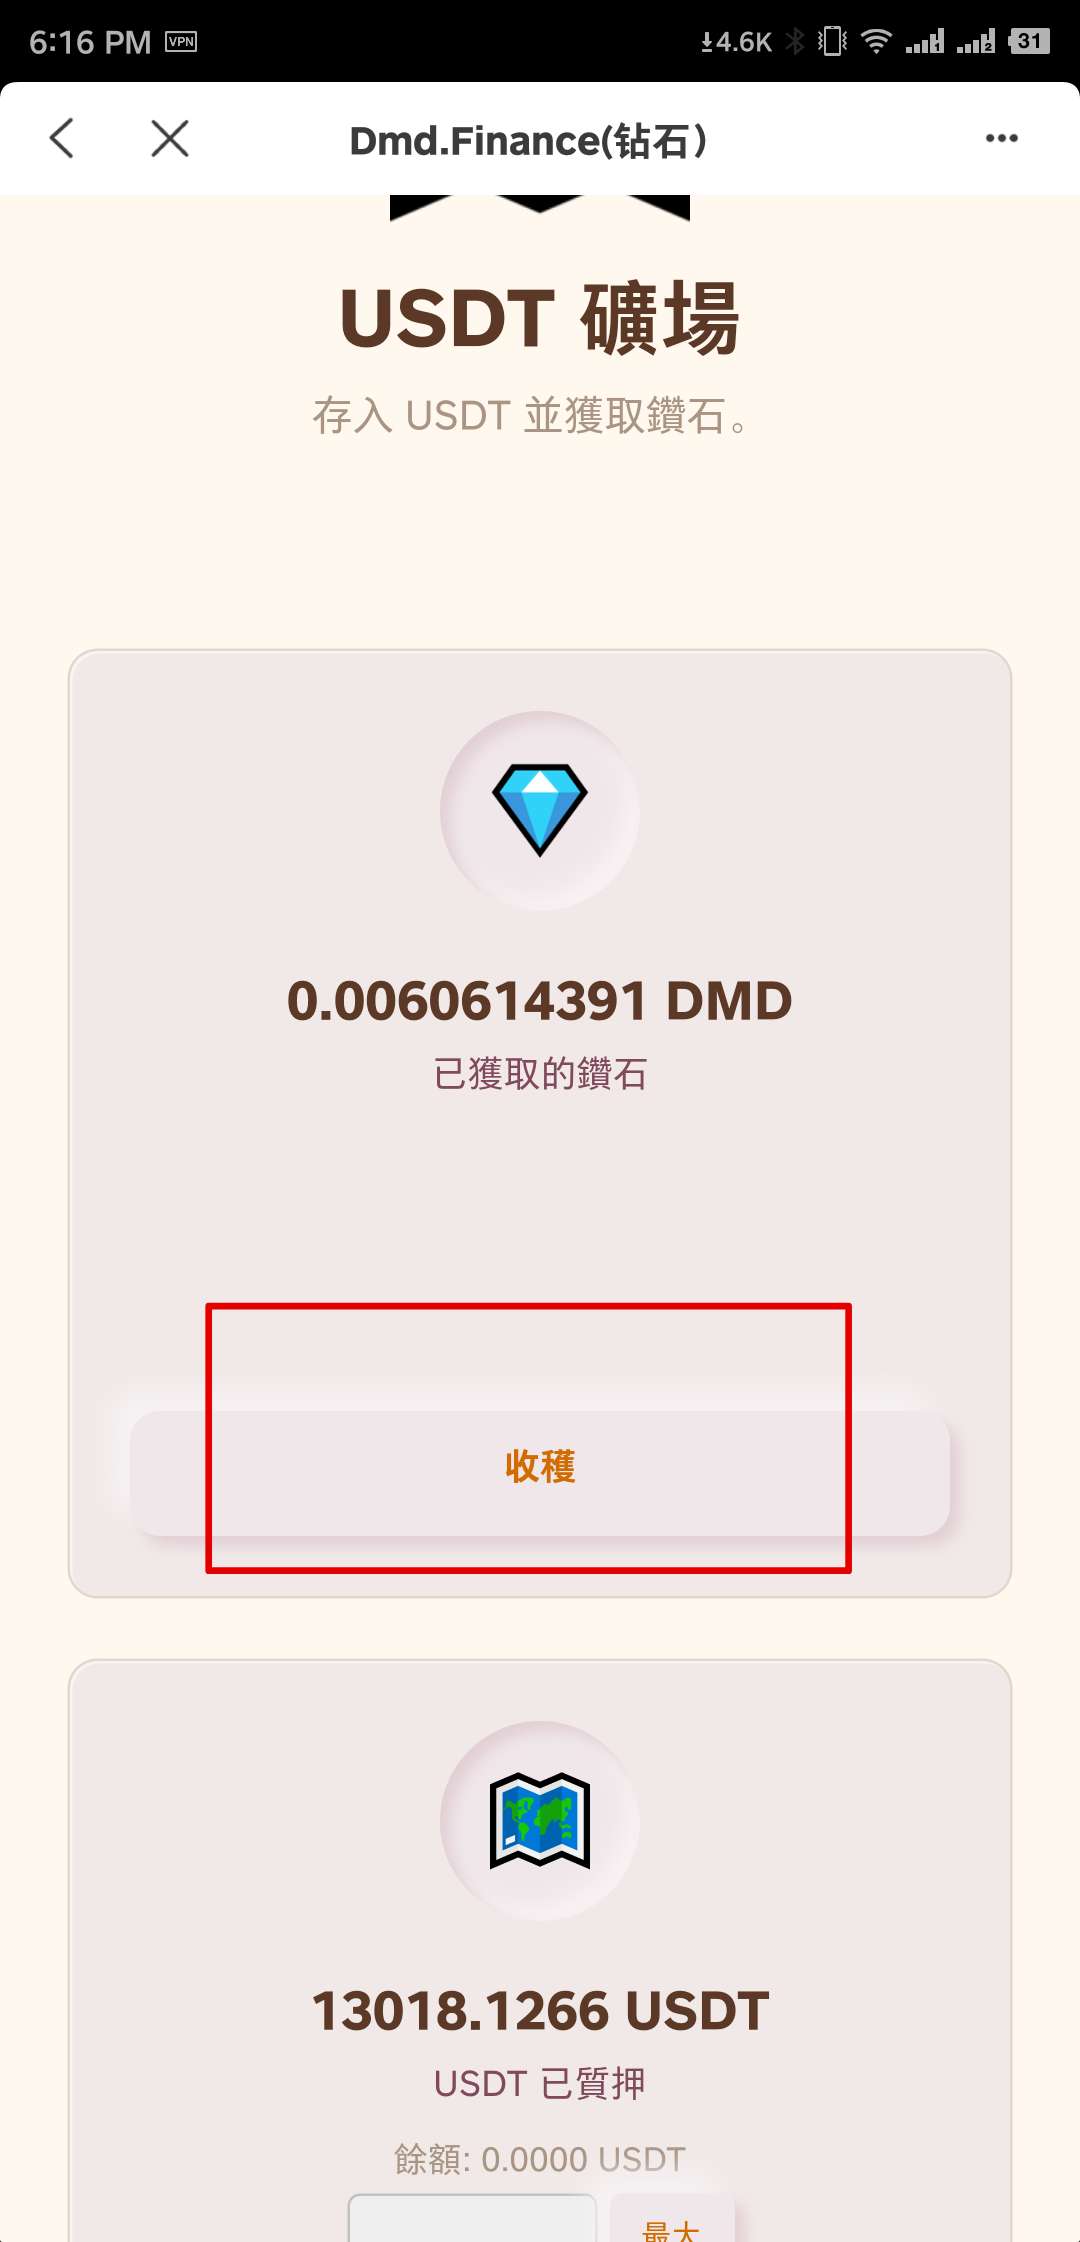 6:16 PM VPN 4.6K 1 2 31
Dmd.Finance(钻石)
USDT 礦場
存入 USDT 並獲取鑽石。
0.0060614391 DMD
已獲取的鑽石
收穫
13018.1266 USDT
USDT 已質押
餘額: 0.0000 USDT
最大